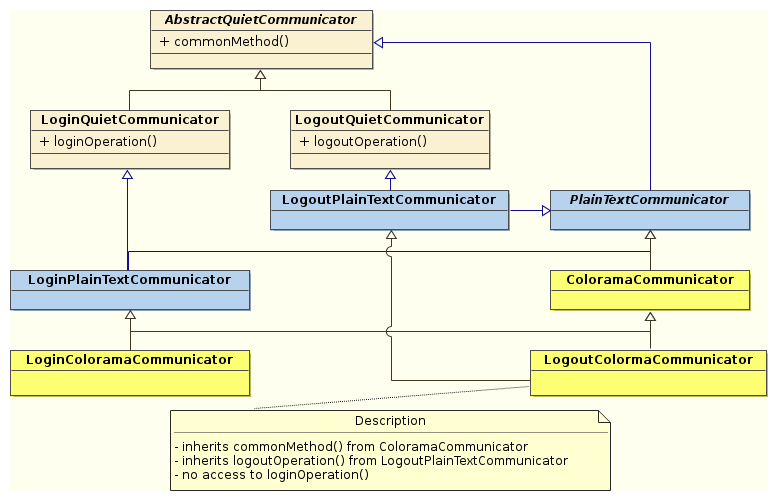 AbstractQuietCommunicator
+ commonMethod()
LoginQuietCommunicator
+ loginOperation()
LogoutQuietCommunicator
+ logoutOperation()
LogoutPlainTextCommunicator
PlainTextCommunicator
LoginPlainTextCommunicator
ColoramaCommunicator
LoginColoramaCommunicator
LogoutColormaCommunicator
Description
- inherits commonMethod() from ColoramaCommunicator
- inherits logoutOperation() from LogoutPlainTextCommunicator
- no access to loginOperation()